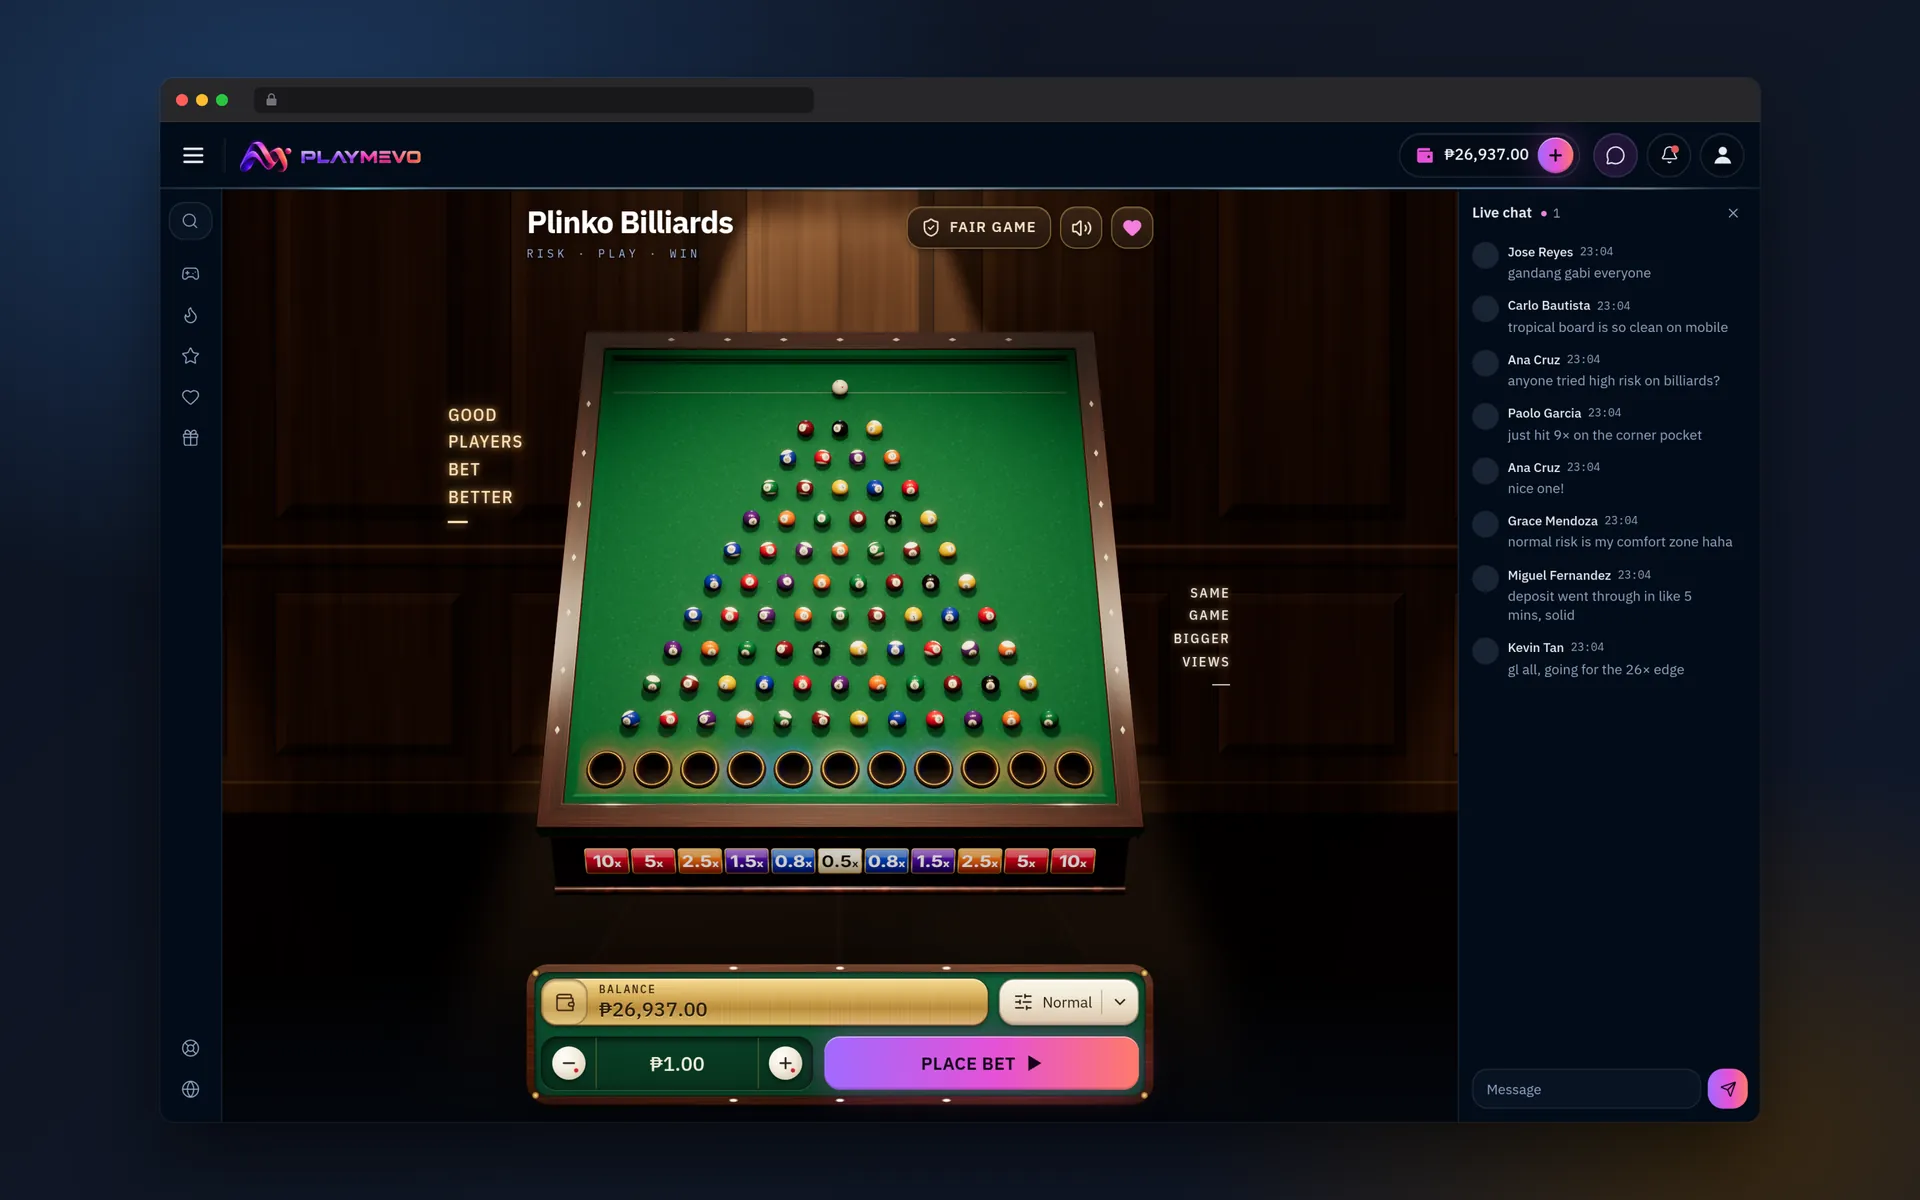 PLAYMEVO
₱26,937.00
Plinko Billiards
RISK · PLAY · WIN
FAIR GAME
GOOD
PLAYERS
BET
BETTER
SAME
GAME
BIGGER
VIEWS
10x 5x 2.5x 1.5x 0.8x 0.5x 0.8x 1.5x 2.5x 5x 10x
BALANCE
₱26,937.00
Normal
₱1.00
PLACE BET
Live chat • 1
Jose Reyes 23:04
gandang gabi everyone
Carlo Bautista 23:04
tropical board is so clean on mobile
Ana Cruz 23:04
anyone tried high risk on billiards?
Paolo Garcia 23:04
just hit 9× on the corner pocket
Ana Cruz 23:04
nice one!
Grace Mendoza 23:04
normal risk is my comfort zone haha
Miguel Fernandez 23:04
deposit went through in like 5
mins, solid
Kevin Tan 23:04
gl all, going for the 26× edge
Message